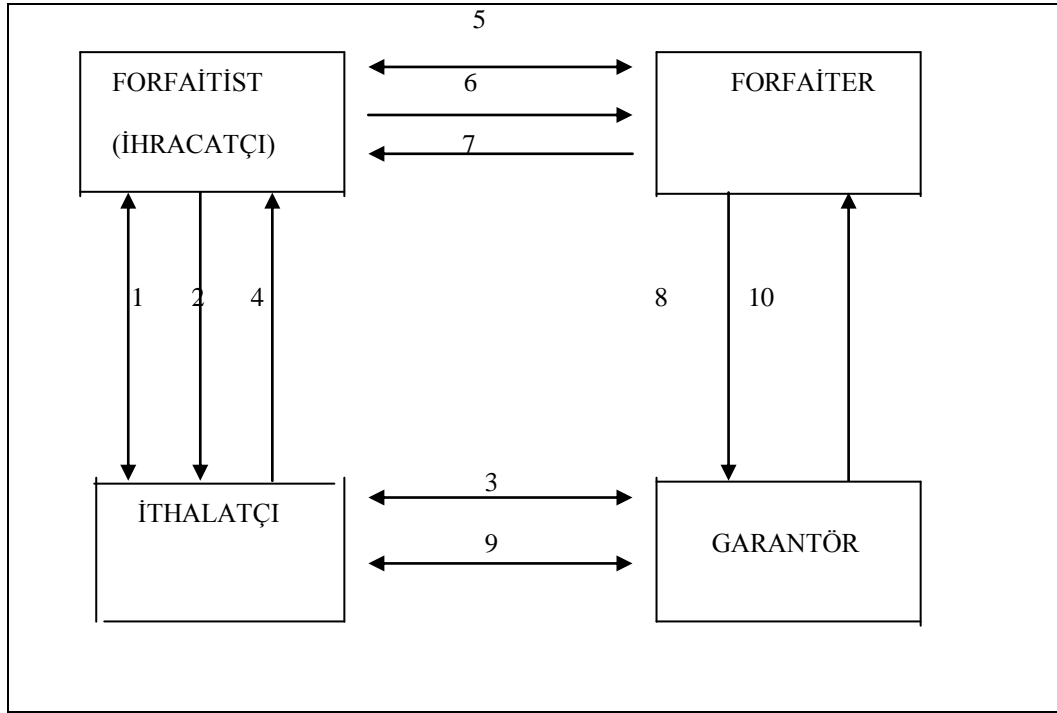 5
FORFAİTİST
6
FORFAİTER
(İHRACATÇI)
7
1
2
4
8
10
3
İTHALATÇI
9
GARANTÖR